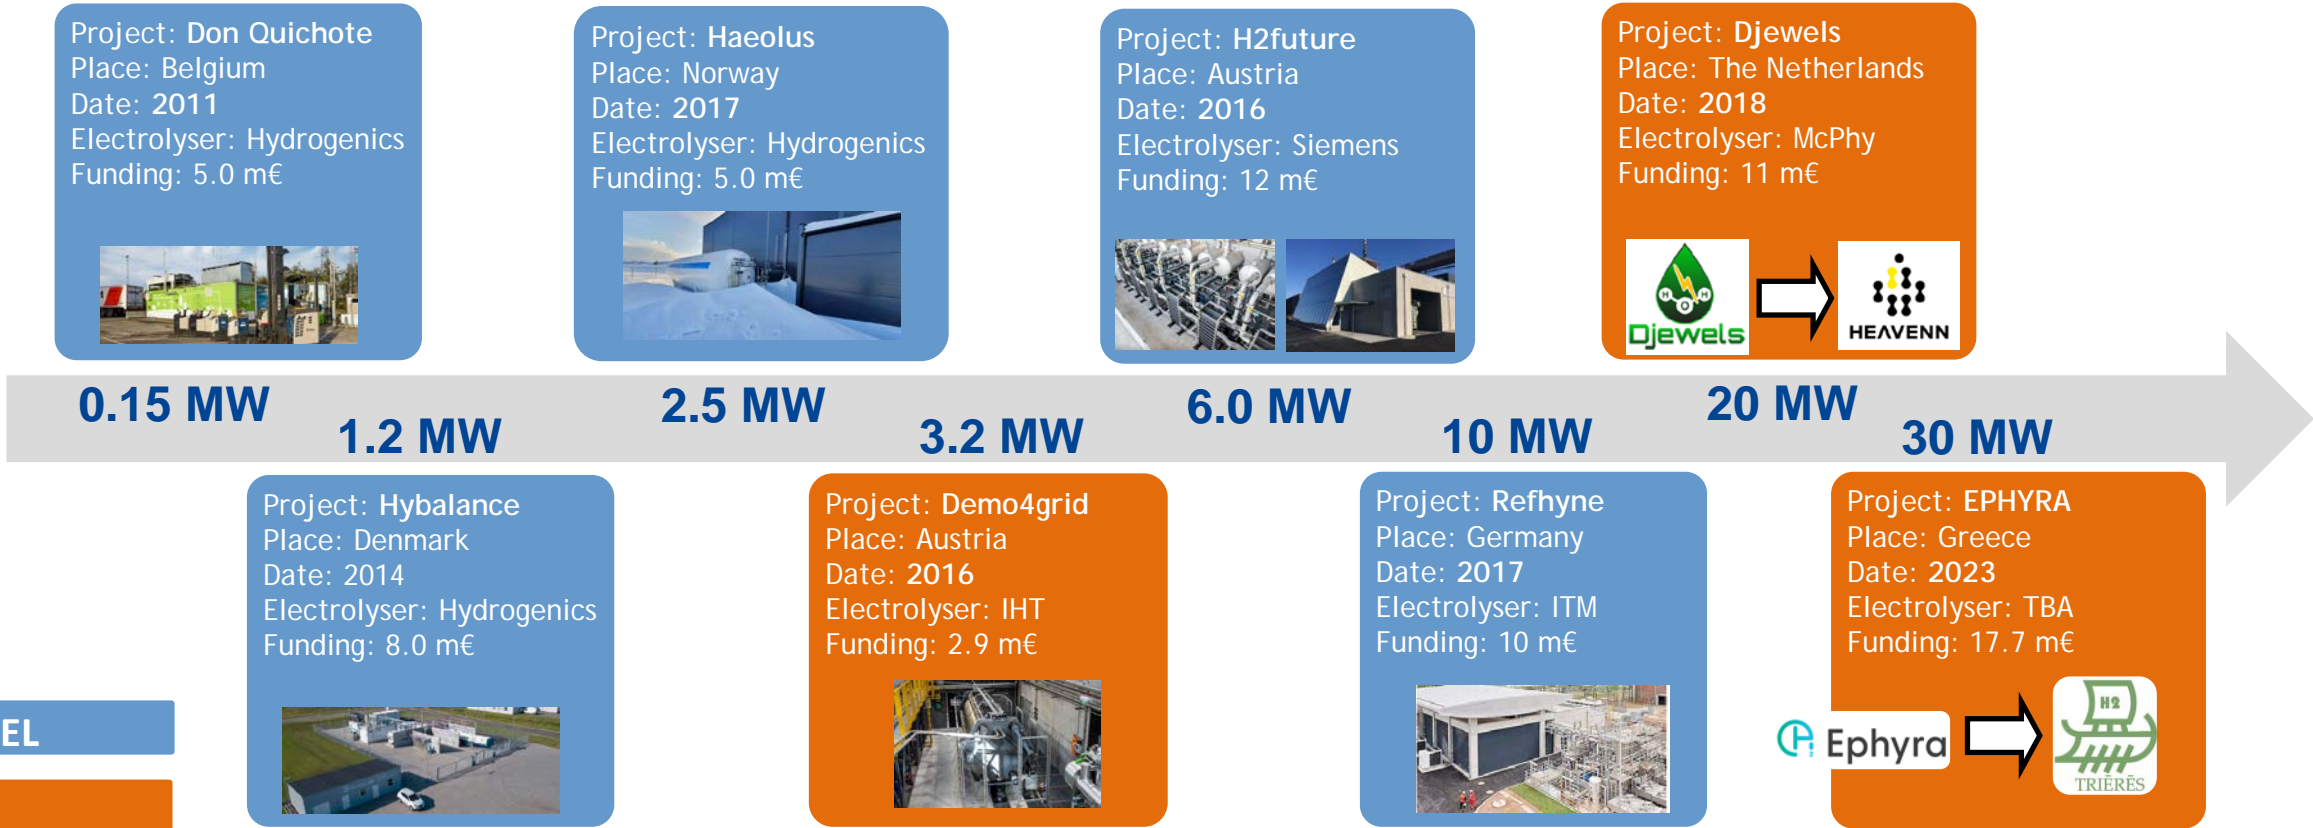 Project: Don Quichote
Place: Belgium
Date: 2011
Electrolyser: Hydrogenics
Funding: 5.0 m€
Project: Haeolus
Place: Norway
Date: 2017
Electrolyser: Hydrogenics
Funding: 5.0 m€
Project: H2future
Place: Austria
Date: 2016
Electrolyser: Siemens
Funding: 12 m€
Project: Djewels
Place: The Netherlands
Date: 2018
Electrolyser: McPhy
Funding: 11 m€
H O H
Djewels
HEΛVENN
0.15 MW
1.2 MW
2.5 MW
3.2 MW
6.0 MW
10 MW
20 MW
30 MW
Project: Hybalance
Place: Denmark
Date: 2014
Electrolyser: Hydrogenics
Funding: 8.0 m€
Project: Demo4grid
Place: Austria
Date: 2016
Electrolyser: IHT
Funding: 2.9 m€
Project: Refhyne
Place: Germany
Date: 2017
Electrolyser: ITM
Funding: 10 m€
Project: EPHYRA
Place: Greece
Date: 2023
Electrolyser: TBA
Funding: 17.7 m€
Ephyra
H2
TRIĒRĒS
EL